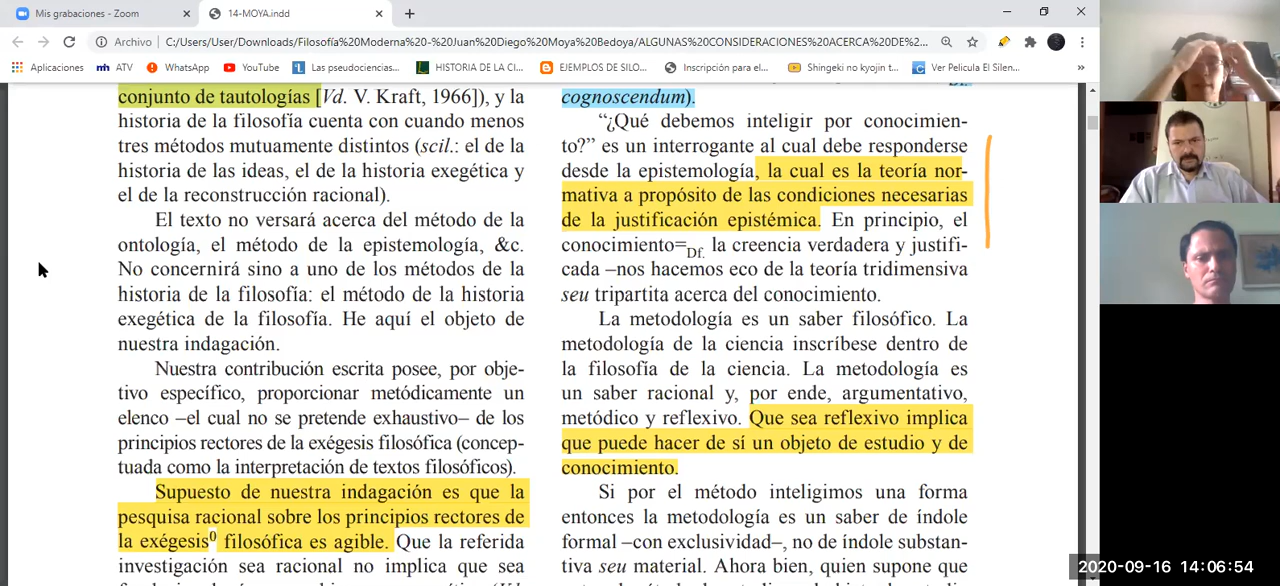 Mis grabaciones - Zoom
14-MOYA.indd
Archivo
C:/Users/User/Downloads/Filosofía%20Moderna%20-%20Juan%20Diego%20Moya%20Bedoya/ALGUNAS%20CONSIDERACIONES%20ACERCA%20DE%...
Aplicaciones
mh ATV
WhatsApp
YouTube
Las pseudociencias...
HISTORIA DE LA CI...
EJEMPLOS DE SILO...
Inscripción para el...
Shingeki no kyojin t...
Ver Pelicula El Silen...
»
conjunto de tautologías [Vd. V. Kraft, 1966]), y la
historia de la filosofía cuenta con cuando menos
tres métodos mutuamente distintos (scil.: el de la
historia de las ideas, el de la historia exegética y
el de la reconstrucción racional).
El texto no versará acerca del método de la
ontología, el método de la epistemología, &c.
No concernirá sino a uno de los métodos de la
historia de la filosofía: el método de la historia
exegética de la filosofía. He aquí el objeto de
nuestra indagación.
Nuestra contribución escrita posee, por obje-
tivo específico, proporcionar metódicamente un
elenco –el cual no se pretende exhaustivo– de los
principios rectores de la exégesis filosófica (concep-
tuada como la interpretación de textos filosóficos).
Supuesto de nuestra indagación es que la
pesquisa racional sobre los principios rectores de
la exégesis0 filosófica es agible. Que la referida
investigación sea racional no implica que sea
cognoscendum).
“¿Qué debemos inteligir por conocimien-
to?” es un interrogante al cual debe responderse
desde la epistemología, la cual es la teoría nor-
mativa a propósito de las condiciones necesarias
de la justificación epistémica. En principio, el
conocimiento=Df. la creencia verdadera y justifi-
cada –nos hacemos eco de la teoría tridimensiva
seu tripartita acerca del conocimiento.
La metodología es un saber filosófico. La
metodología de la ciencia inscríbese dentro de
la filosofía de la ciencia. La metodología es
un saber racional y, por ende, argumentativo,
metódico y reflexivo. Que sea reflexivo implica
que puede hacer de sí un objeto de estudio y de
conocimiento.
Si por el método inteligimos una forma
entonces la metodología es un saber de índole
formal –con exclusividad–, no de índole substan-
tiva seu material. Ahora bien, quien supone que
2020-09-16 14:06:54